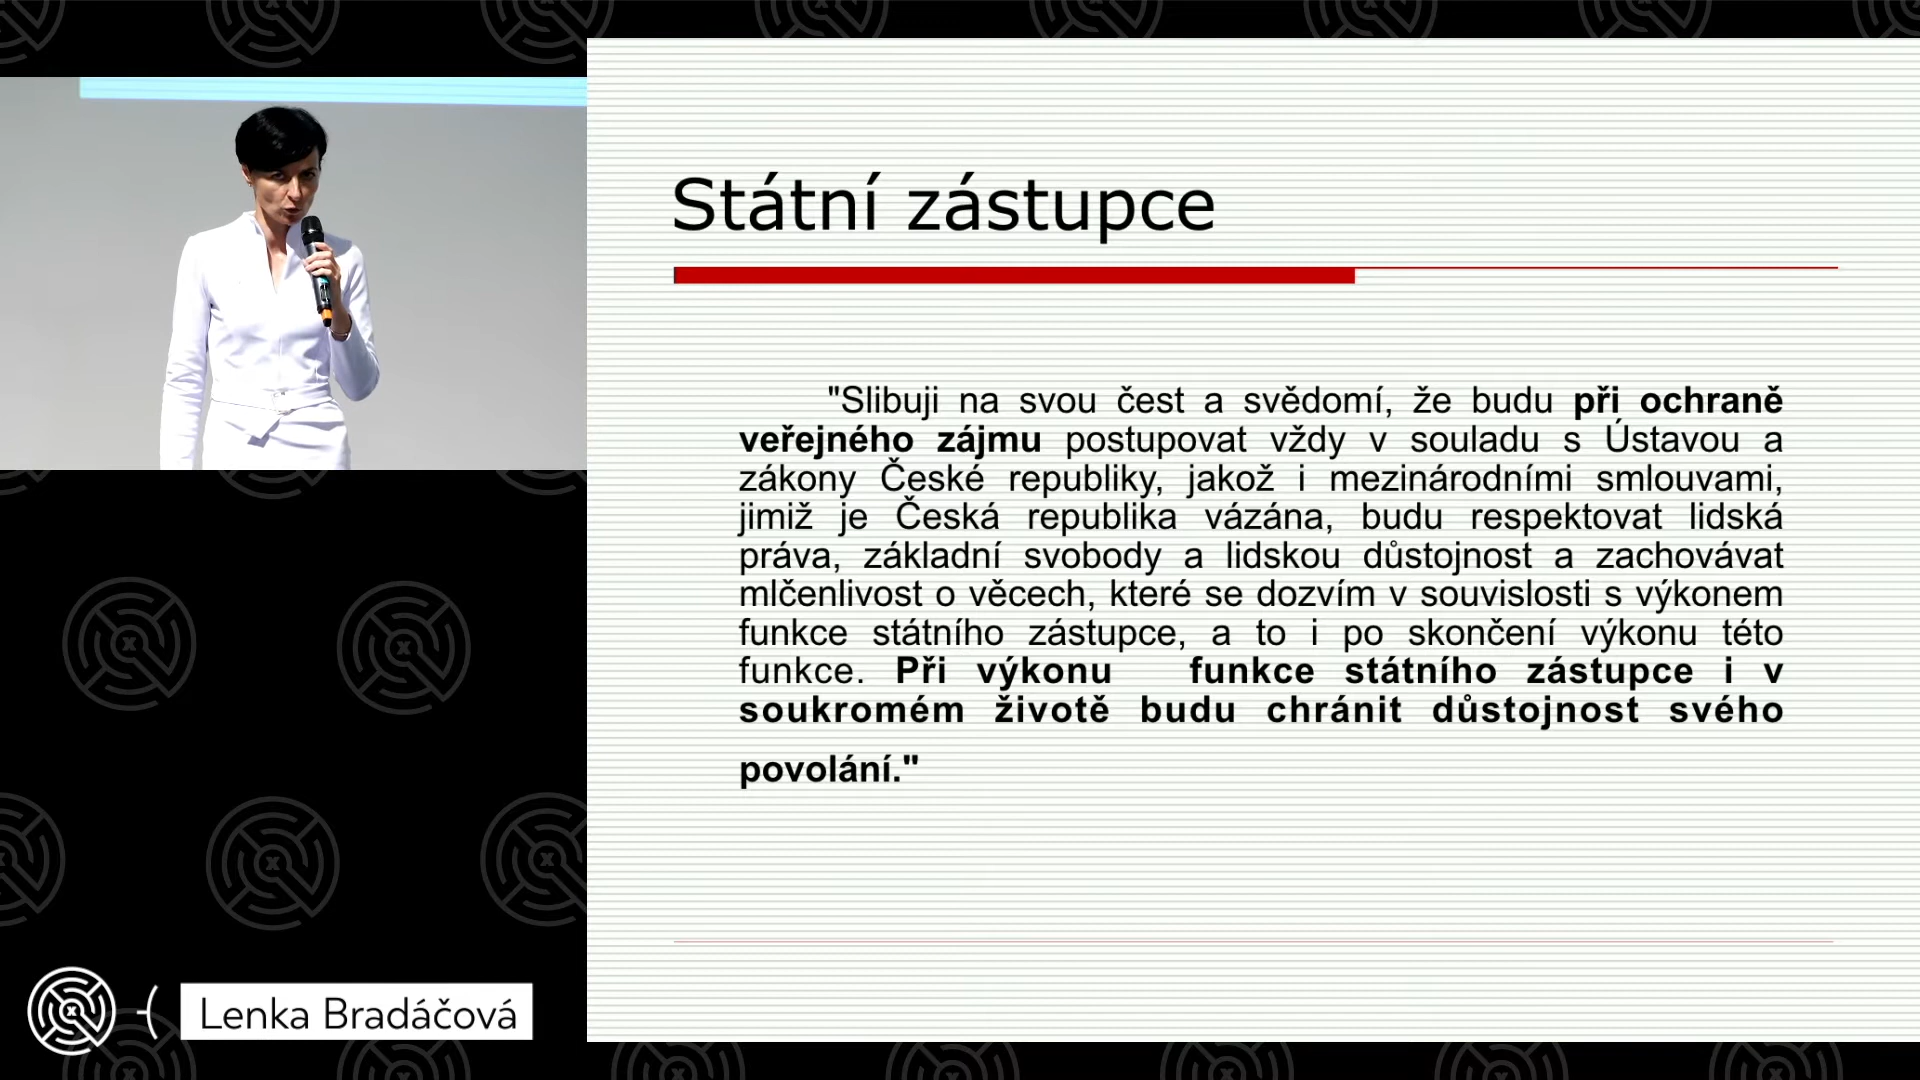 Státní zástupce
"Slibuji na svou čest a svědomí, že budu při ochraně
veřejného zájmu postupovat vždy v souladu s Ústavou a
zákony České republiky, jakož i mezinárodními smlouvami,
jimiž je Česká republika vázána, budu respektovat lidská
práva, základní svobody a lidskou důstojnost a zachovávat
mlčenlivost o věcech, které se dozvím v souvislosti s výkonem
funkce státního zástupce, a to i po skončení výkonu této
funkce. Při výkonu funkce státního zástupce i v
soukromém životě budu chránit důstojnost svého
povolání."
Lenka Bradáčová